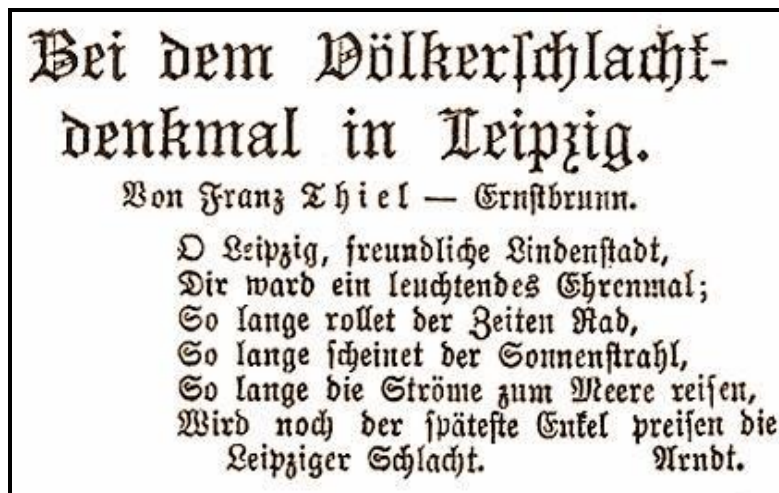 Bei dem Völkerschlacht-
denkmal in Leipzig.
Von Franz Thiel — Ernstbrunn.
O Leipzig, freundliche Lindenstadt,
Dir ward ein leuchtendes Ehrenmal;
So lange rollet der Zeiten Rad,
So lange scheinet der Sonnenstrahl,
So lange die Ströme zum Meere reisen,
Wird noch der späteste Enkel preisen die
Leipziger Schlacht. Arndt.